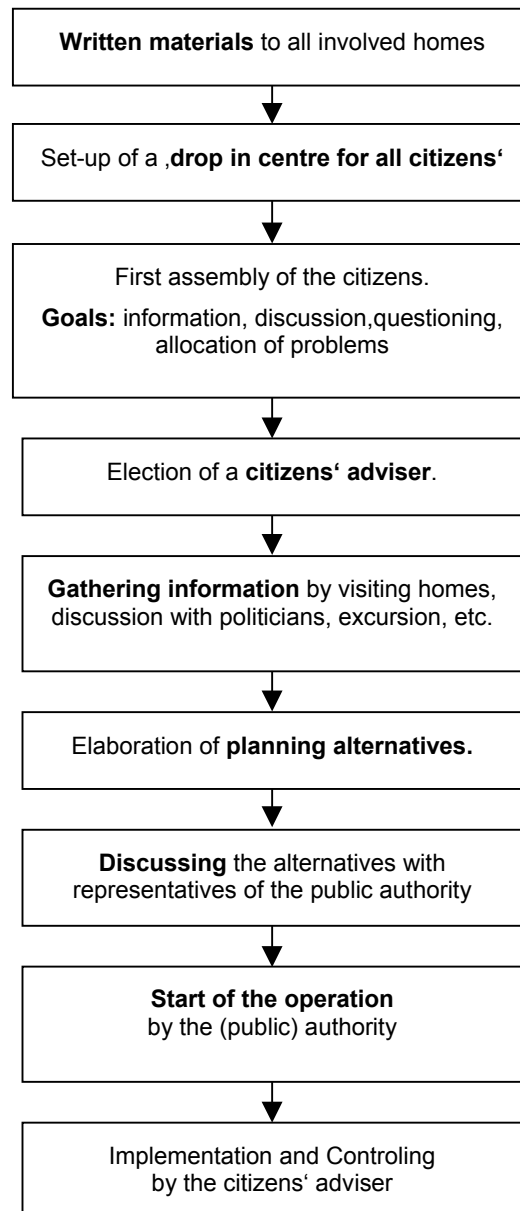 Written materials to all involved homes
Set-up of a ‚drop in centre for all citizens‘
First assembly of the citizens.
Goals: information, discussion,questioning,
allocation of problems
Election of a citizens‘ adviser.
Gathering information by visiting homes,
discussion with politicians, excursion, etc.
Elaboration of planning alternatives.
Discussing the alternatives with
representatives of the public authority
Start of the operation
by the (public) authority
Implementation and Controling
by the citizens‘ adviser